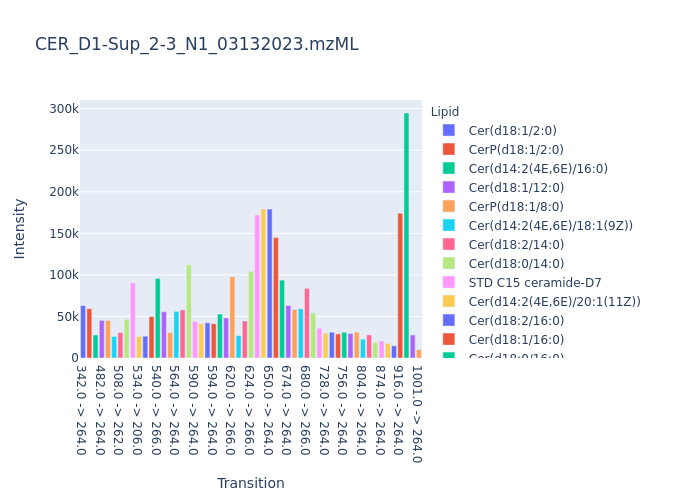 CER_D1-Sup_2-3_N1_03132023.mzML
Lipid
Cer(d18:1/2:0)
CerP(d18:1/2:0)
Cer(d14:2(4E,6E)/16:0)
Cer(d18:1/12:0)
CerP(d18:1/8:0)
Cer(d14:2(4E,6E)/18:1(9Z))
Cer(d18:2/14:0)
Cer(d18:0/14:0)
STD C15 ceramide-D7
Cer(d14:2(4E,6E)/20:1(11Z))
Cer(d18:2/16:0)
Cer(d18:1/16:0)
Cer(d18:0/16:0)
300k
250k
200k
150k
100k
50k
0
Intensity
342.0 -> 264.0
482.0 -> 264.0
508.0 -> 262.0
534.0 -> 206.0
540.0 -> 266.0
564.0 -> 264.0
590.0 -> 264.0
594.0 -> 264.0
620.0 -> 266.0
624.0 -> 266.0
650.0 -> 264.0
674.0 -> 264.0
680.0 -> 266.0
728.0 -> 264.0
756.0 -> 264.0
804.0 -> 264.0
874.0 -> 264.0
916.0 -> 264.0
1001.0 -> 264.0
Transition